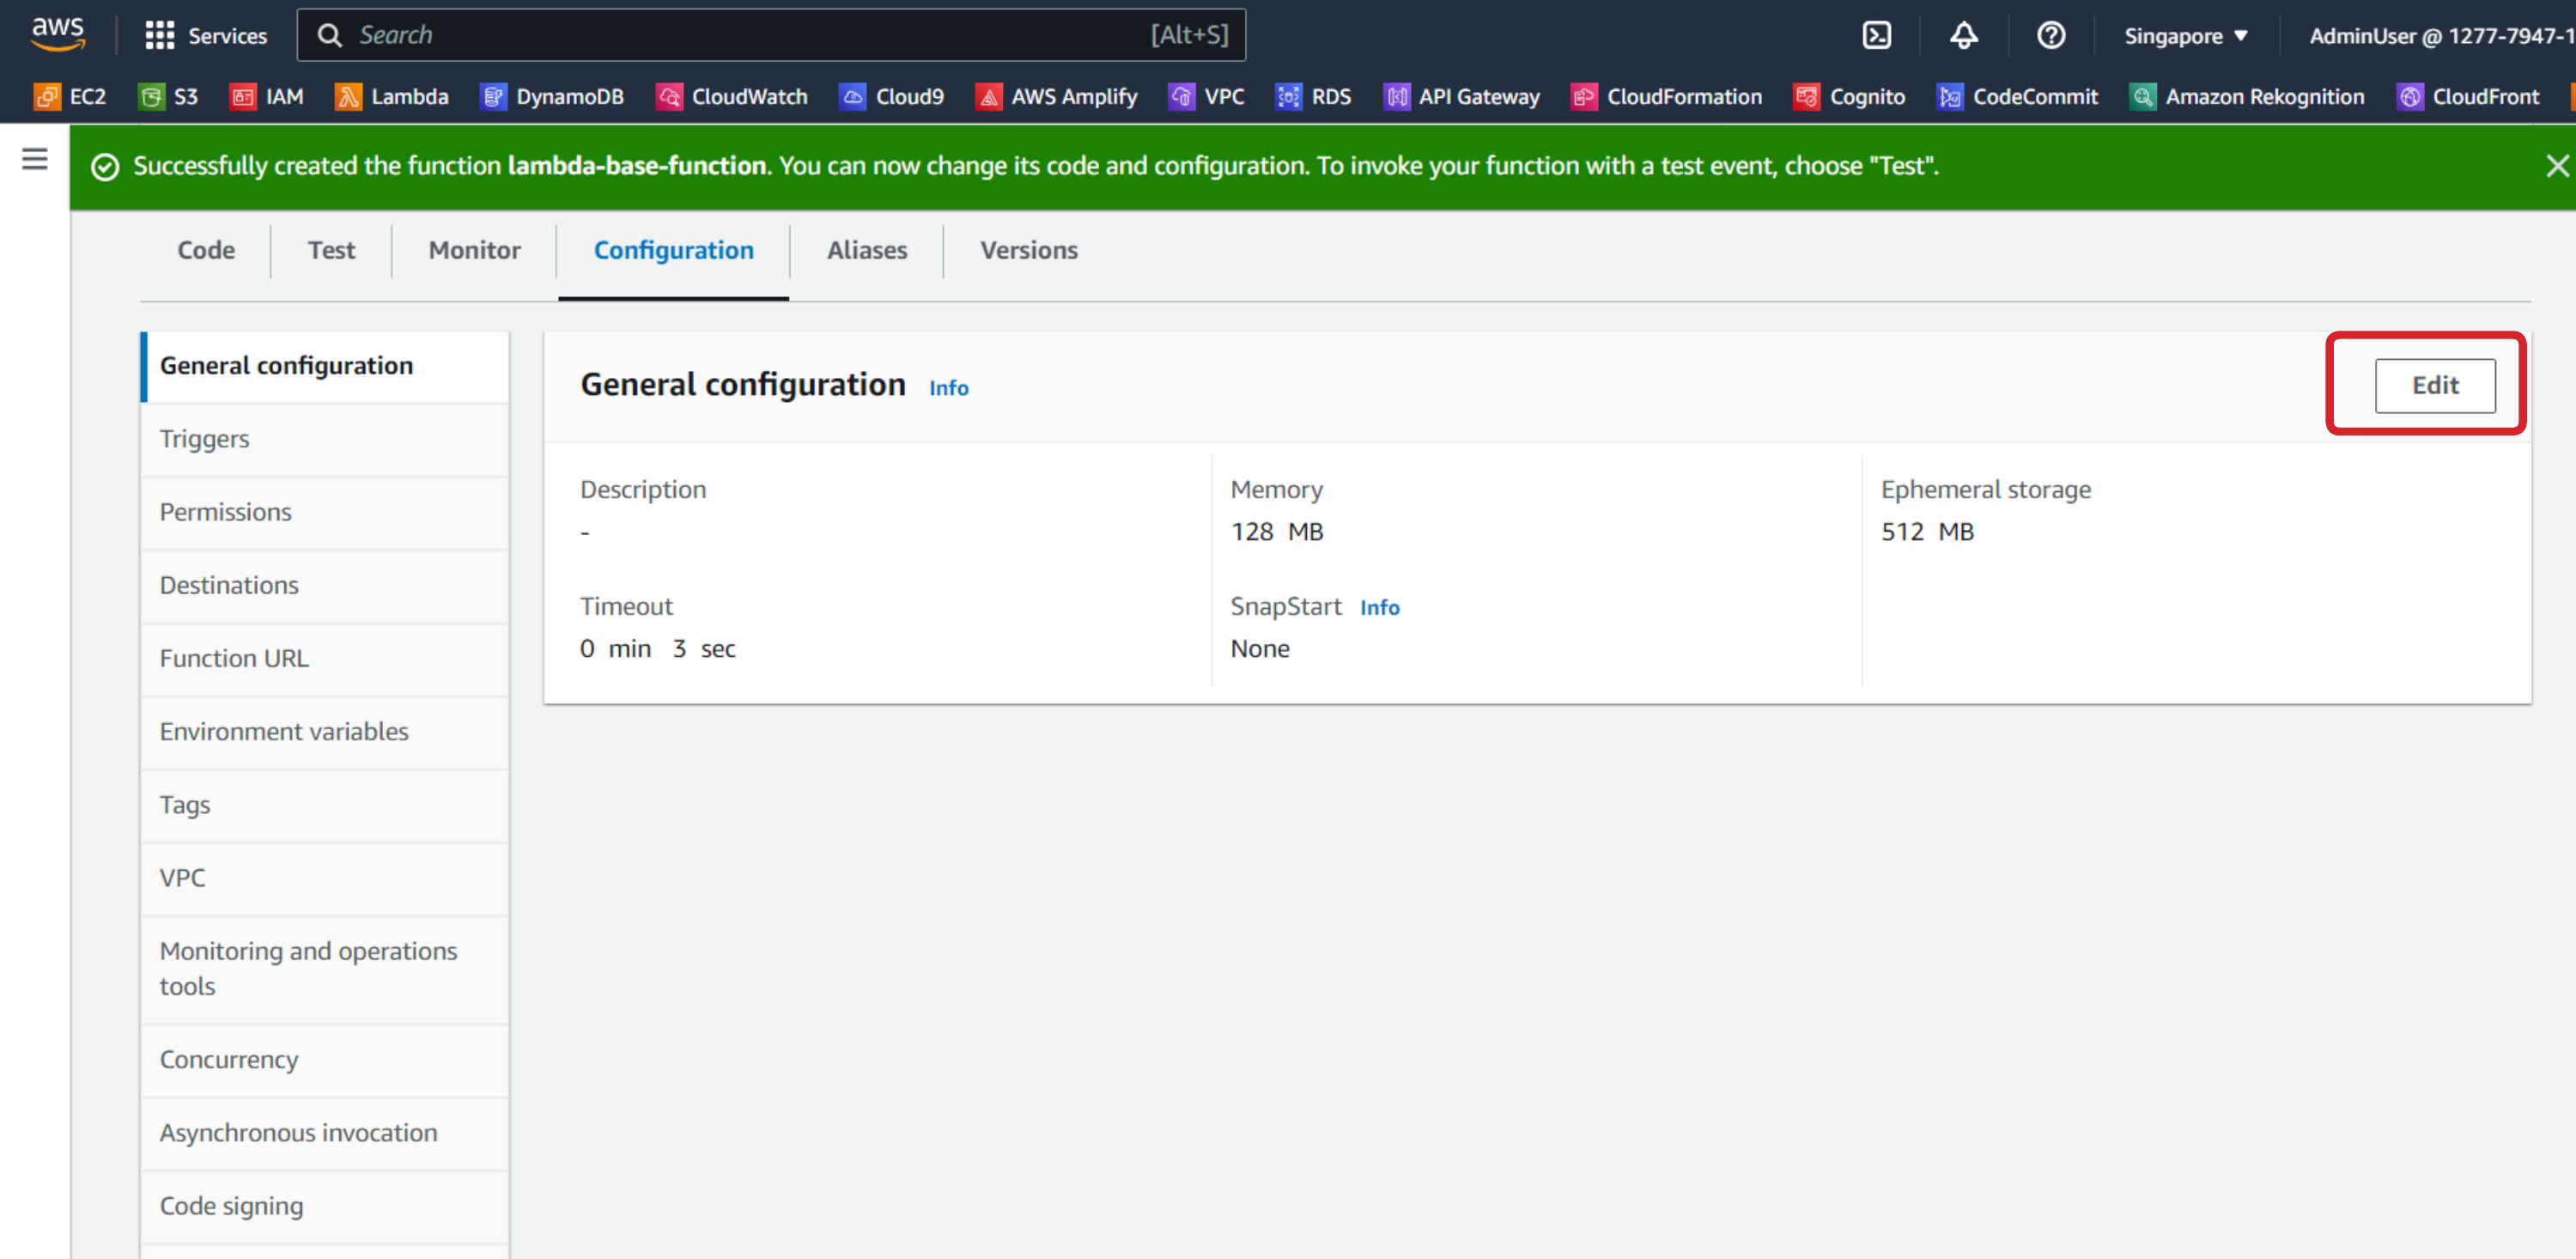 aws
Services
Search [Alt+S]
Singapore ▼
AdminUser @ 1277-7947-1
EC2 S3 IAM Lambda DynamoDB CloudWatch Cloud9 AWS Amplify VPC RDS API Gateway CloudFormation Cognito CodeCommit Amazon Rekognition CloudFront
Successfully created the function lambda-base-function. You can now change its code and configuration. To invoke your function with a test event, choose "Test".
Code Test Monitor Configuration Aliases Versions
General configuration
Triggers
Permissions
Destinations
Function URL
Environment variables
Tags
VPC
Monitoring and operations
tools
Concurrency
Asynchronous invocation
Code signing
General configuration Info
Edit
Description
-
Memory
128 MB
Ephemeral storage
512 MB
Timeout
0 min 3 sec
SnapStart Info
None